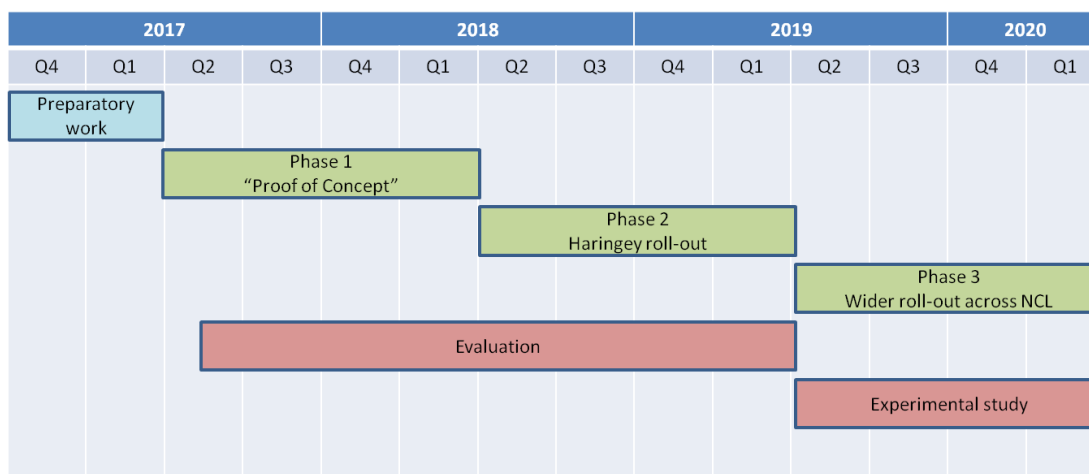 2017 2018 2019 2020
Q4 Q1 Q2 Q3 Q4 Q1 Q2 Q3 Q4 Q1 Q2 Q3 Q4 Q1
Preparatory
work
Phase 1
“Proof of Concept”
Phase 2
Haringey roll-out
Phase 3
Wider roll-out across NCL
Evaluation
Experimental study